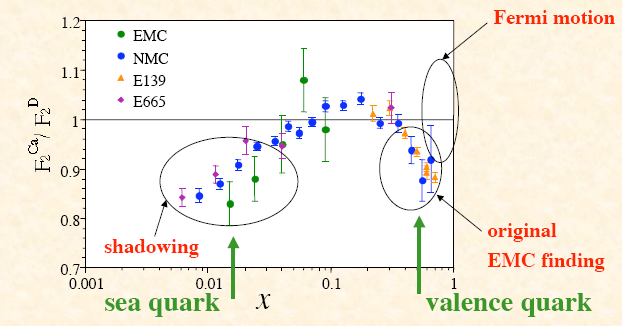 1.2
1.1
1
0.9
0.8
0.7
F₂ᶜᵃ/ F₂ᴰ
EMC
NMC
E139
E665
Fermi motion
shadowing
original
EMC finding
0.001
0.01
0.1
1
sea quark
x
valence quark